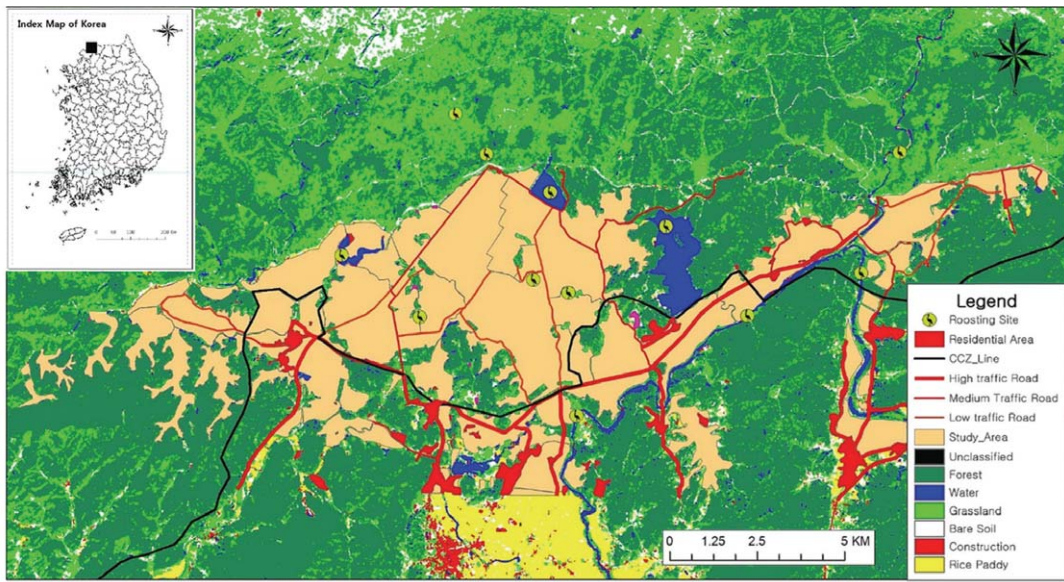 Index Map of Korea
Legend
Roosting Site
Residential Area
CCZ_Line
High traffic Road
Medium Traffic Road
Low traffic Road
Study_Area
Unclassified
Forest
Water
Grassland
Bare Soil
Construction
Rice Paddy
0 1.25 2.5 5 KM